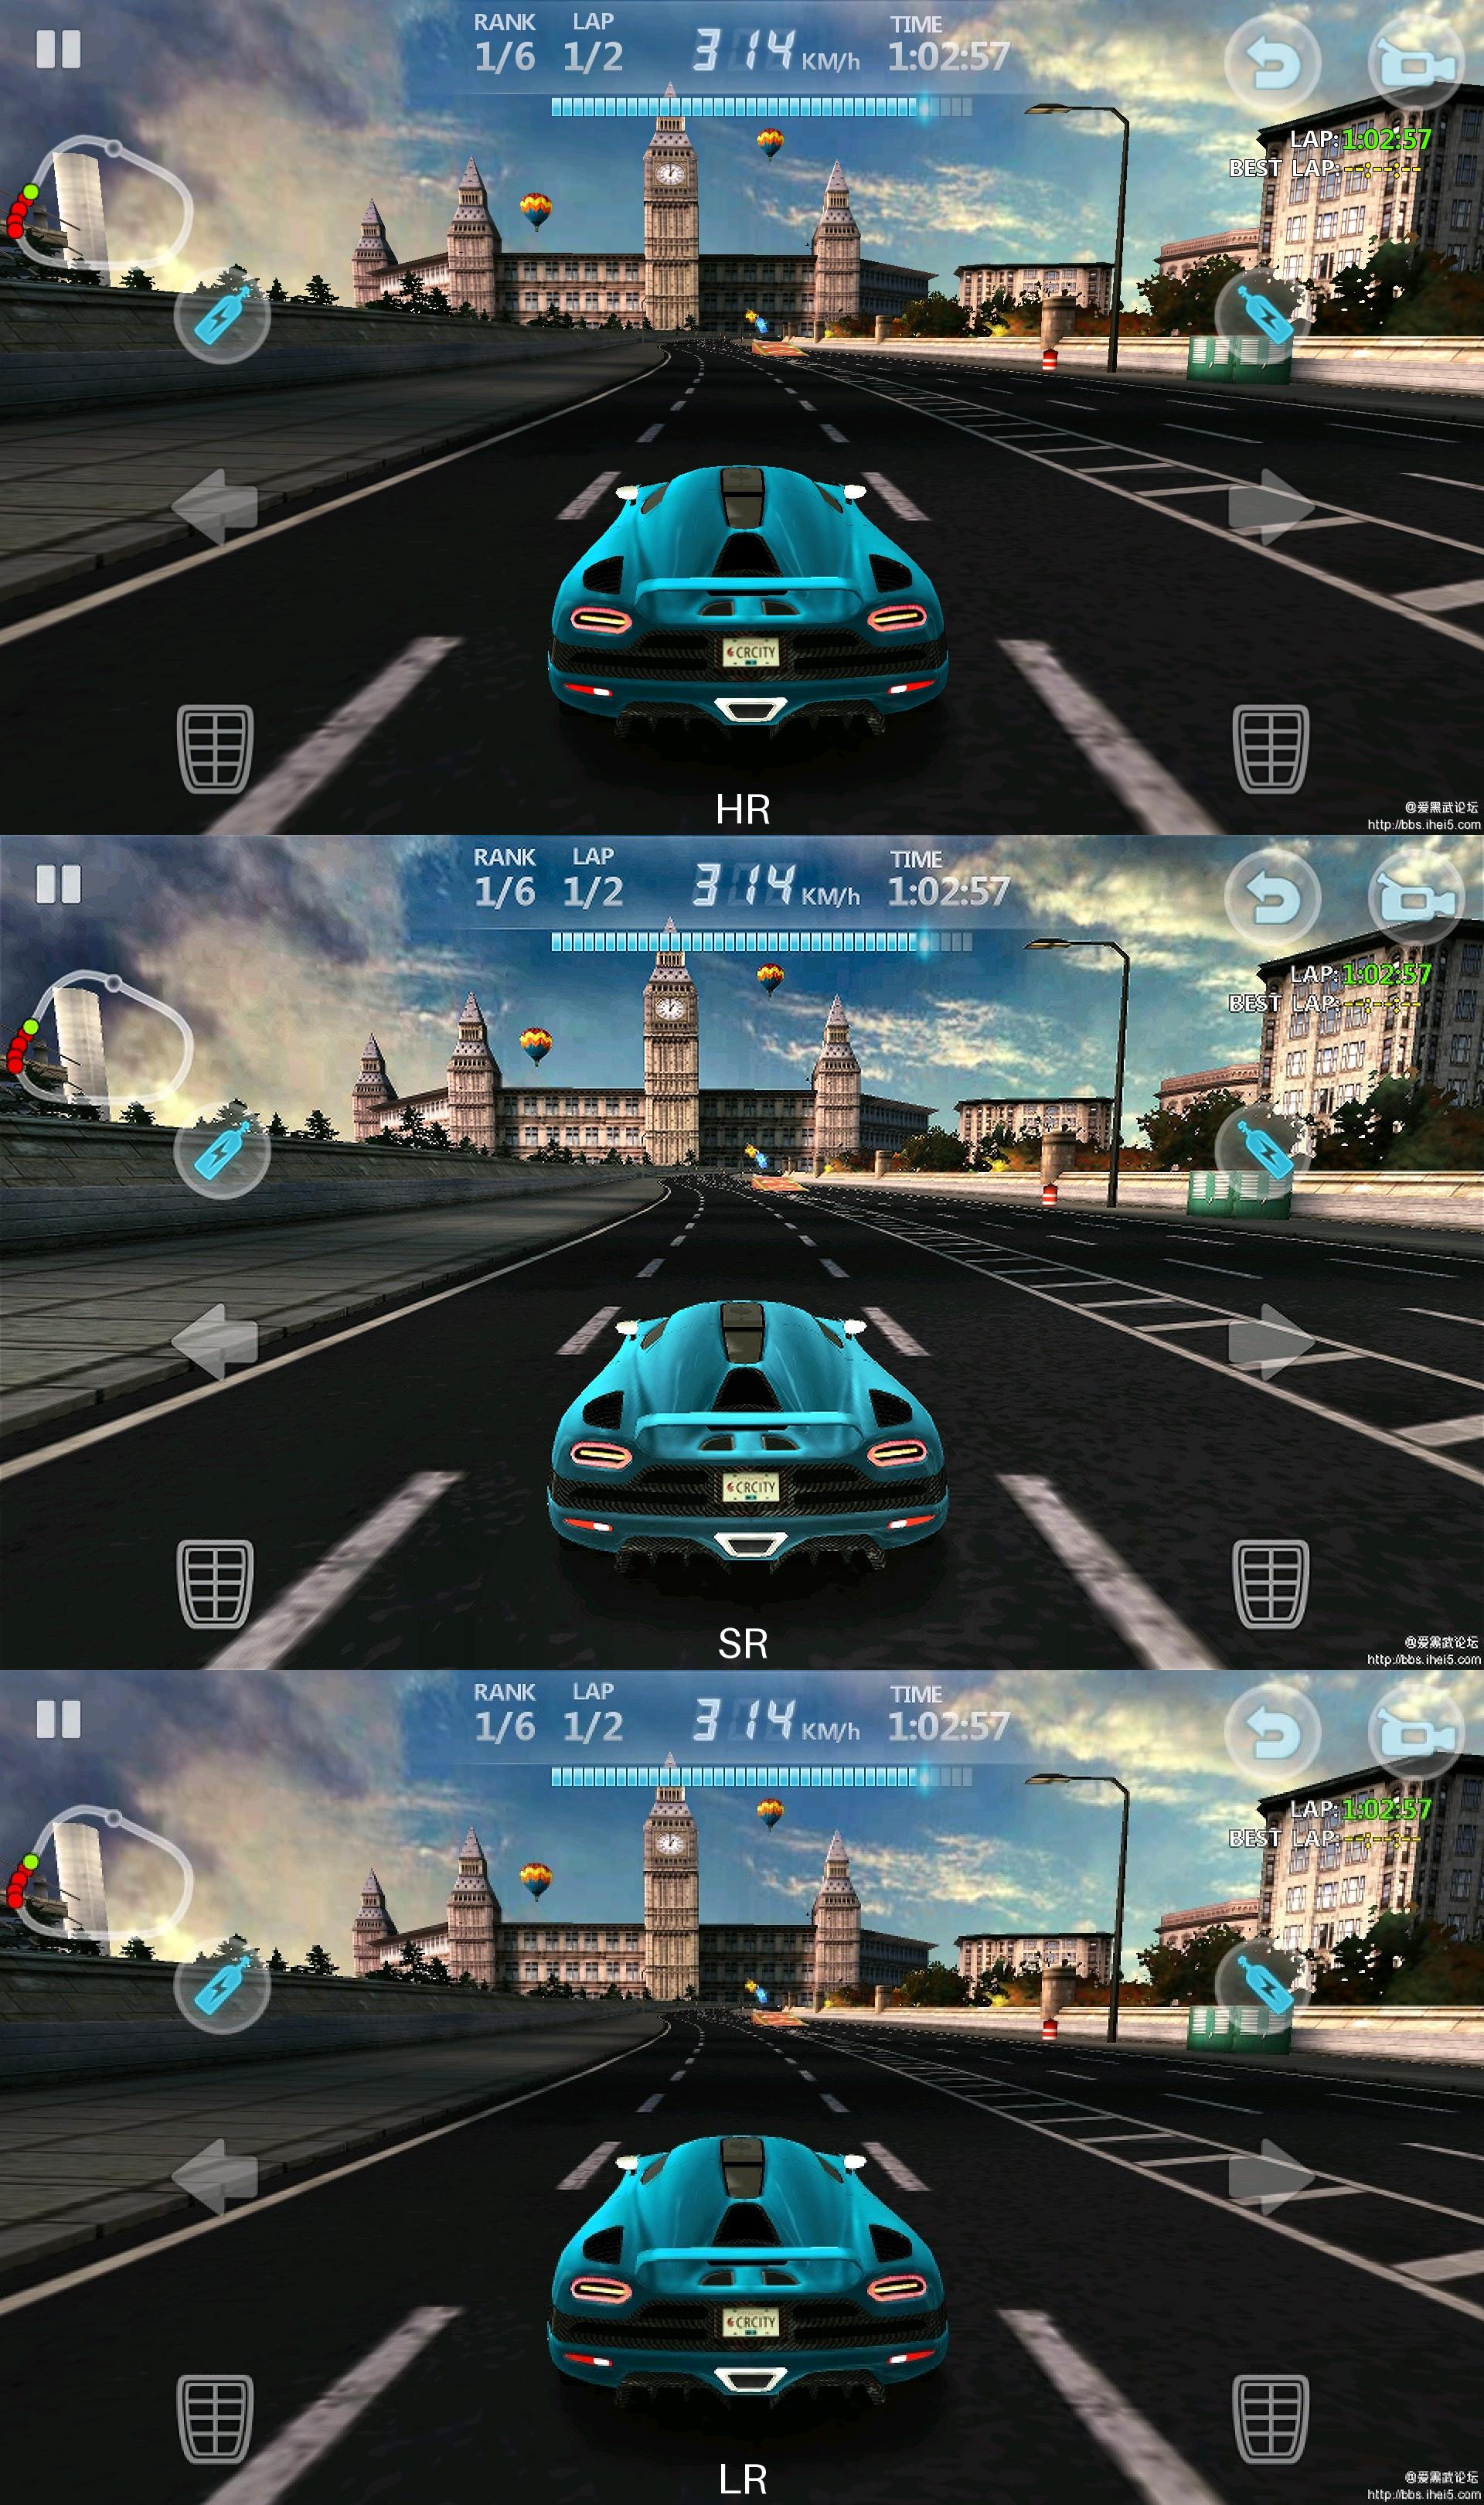 RANK LAP 314 KM/h TIME
1/6 1/2 1:02:57
LAP:1:02:57
BEST LAP:--:--:--
CRCITY
HR
@爱黑武论坛
http://bbs.ihei5.com
RANK LAP 314 KM/h TIME
1/6 1/2 1:02:57
LAP:1:02:57
BEST LAP:--:--:--
CRCITY
SR
@爱黑武论坛
http://bbs.ihei5.com
RANK LAP 314 KM/h TIME
1/6 1/2 1:02:57
LAP:1:02:57
BEST LAP:--:--:--
CRCITY
LR
@爱黑武论坛
http://bbs.ihei5.com